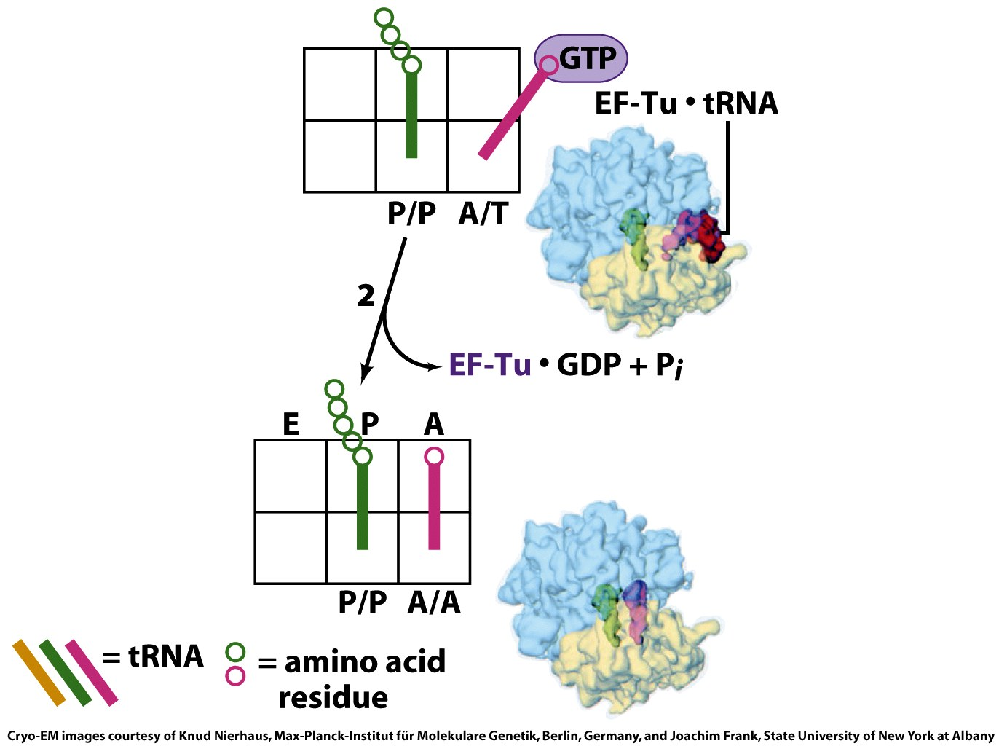 GTP
EF-Tu • tRNA
P/P A/T
2
EF-Tu • GDP + Pi
E P A
P/P A/A
= tRNA
= amino acid
residue
Cryo-EM images courtesy of Knud Nierhaus, Max-Planck-Institut für Molekulare Genetik, Berlin, Germany, and Joachim Frank, State University of New York at Albany